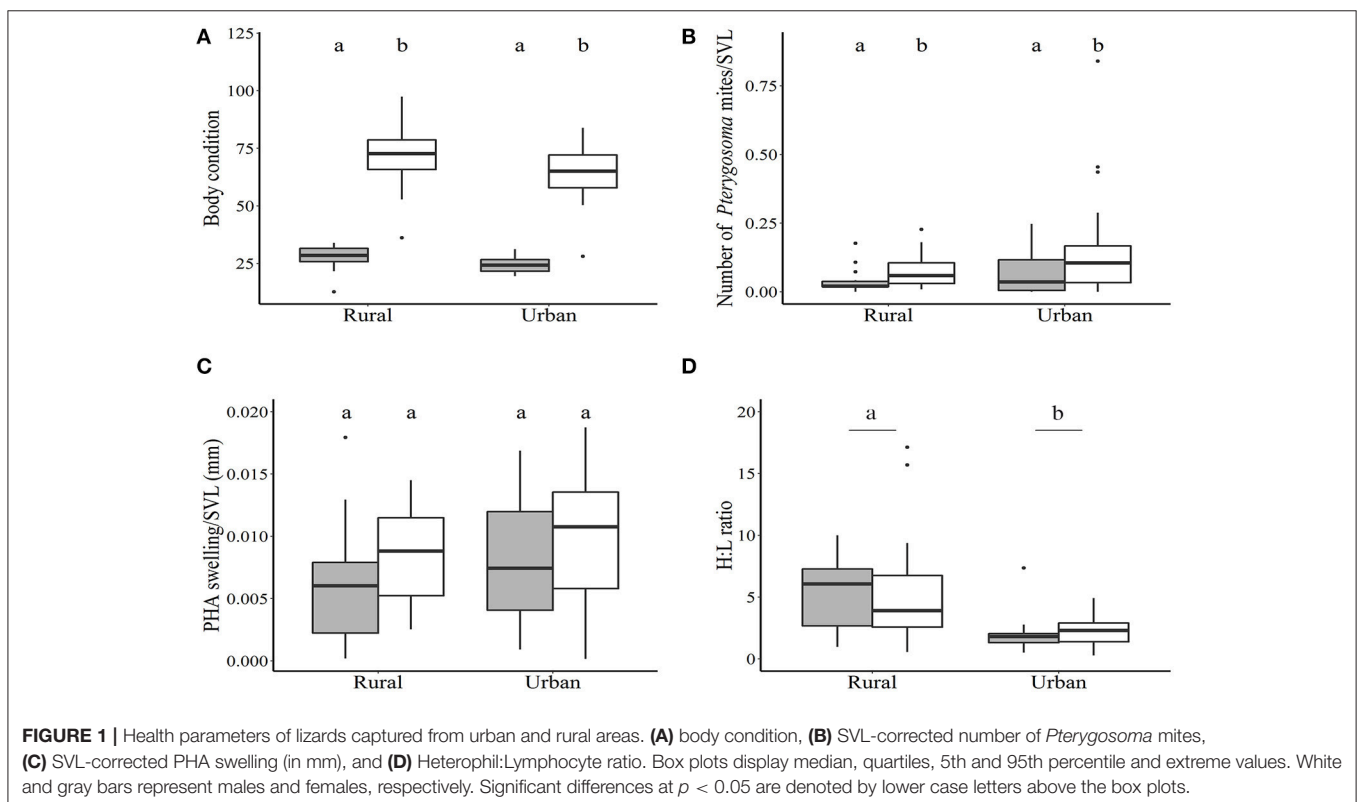 A
125
100
75
50
25
Body condition
a b a b
Rural Urban
B
0.75
0.50
0.25
0.00
Number of Pterygosoma mites/SVL
a b a b
Rural Urban
C
0.020
0.015
0.010
0.005
0.000
PHA swelling/SVL (mm)
a a a a
Rural Urban
D
20
15
10
5
0
H:L ratio
a b
Rural Urban
FIGURE 1 | Health parameters of lizards captured from urban and rural areas. (A) body condition, (B) SVL-corrected number of Pterygosoma mites,
(C) SVL-corrected PHA swelling (in mm), and (D) Heterophil:Lymphocyte ratio. Box plots display median, quartiles, 5th and 95th percentile and extreme values. White
and gray bars represent males and females, respectively. Significant differences at p < 0.05 are denoted by lower case letters above the box plots.